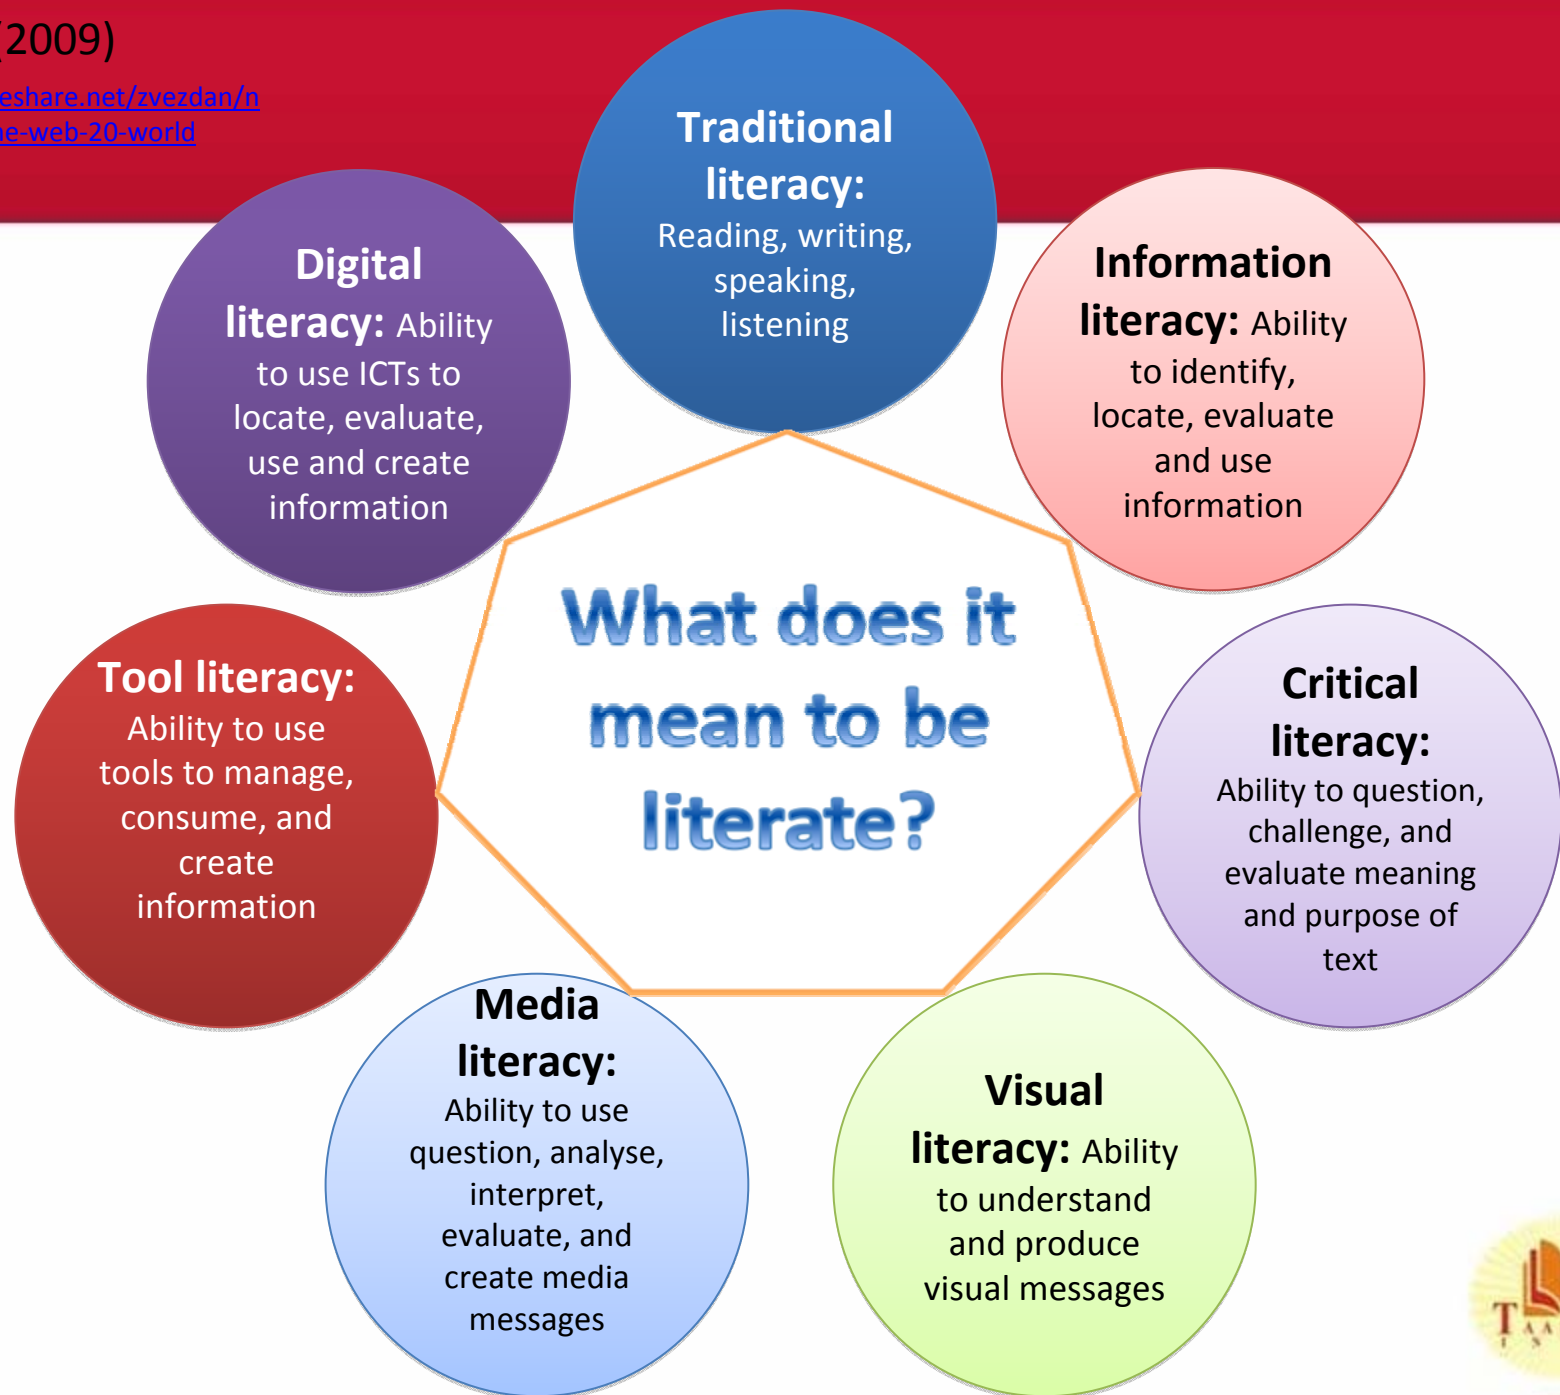 (2009)
eshare.net/zvezdan/n
ne-web-20-world
Traditional
literacy:
Reading, writing,
speaking,
listening
Digital
literacy: Ability
to use ICTs to
locate, evaluate,
use and create
information
Information
literacy: Ability
to identify,
locate, evaluate
and use
information
What does it
mean to be
literate?
Tool literacy:
Ability to use
tools to manage,
consume, and
create
information
Critical
literacy:
Ability to question,
challenge, and
evaluate meaning
and purpose of
text
Media
literacy:
Ability to use
question, analyse,
interpret,
evaluate, and
create media
messages
Visual
literacy: Ability
to understand
and produce
visual messages